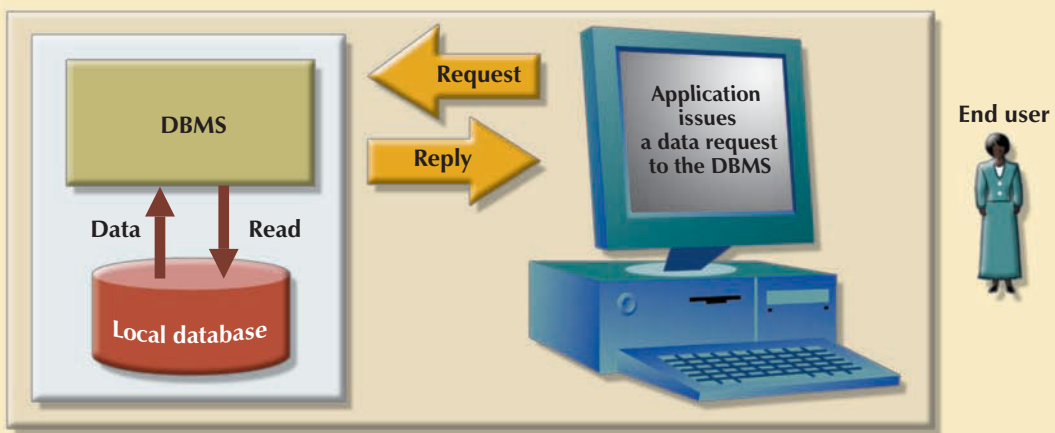 DBMS
Data
Read
Local database
Request
Reply
Application
issues
a data request
to the DBMS
End user